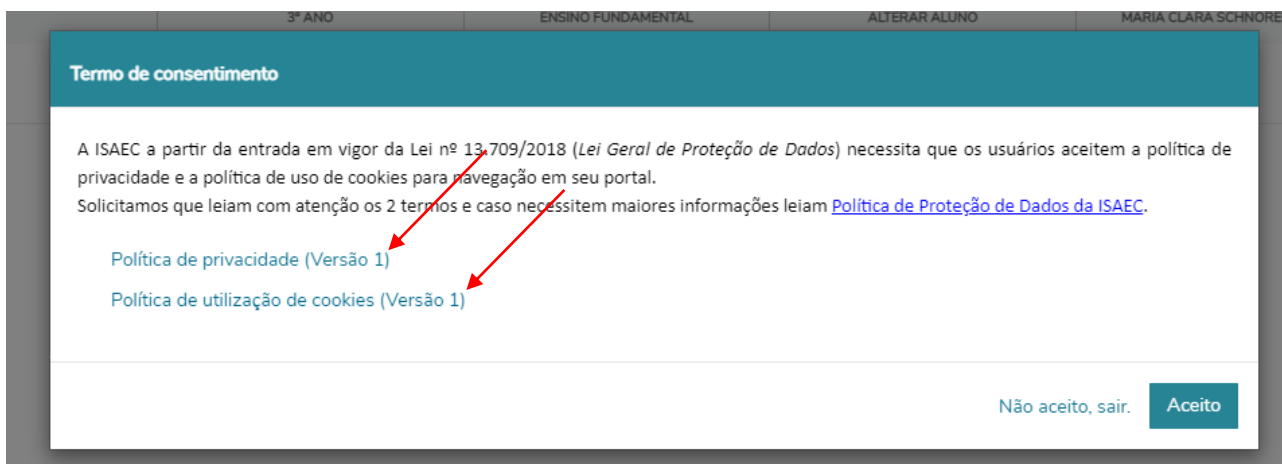 3ª ANO ENSINO FUNDAMENTAL ALTERAR ALUNO MARIA CLARA SCHNORE
Termo de consentimento
A ISAEC a partir da entrada em vigor da Lei nº 13.709/2018 (Lei Geral de Proteção de Dados) necessita que os usuários aceitem a política de
privacidade e a política de uso de cookies para navegação em seu portal.
Solicitamos que leiam com atenção os 2 termos e caso necessitem maiores informações leiam Política de Proteção de Dados da ISAEC.
Política de privacidade (Versão 1)
Política de utilização de cookies (Versão 1)
Não aceito, sair. Aceito